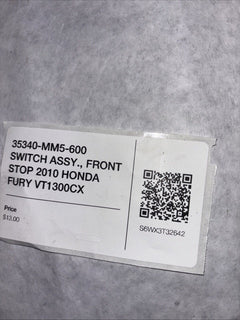 35340-MM5-600
SWITCH ASSY., FRONT
STOP 2010 HONDA
FURY VT1300CX
Price
$13.00
S6WX3T32642